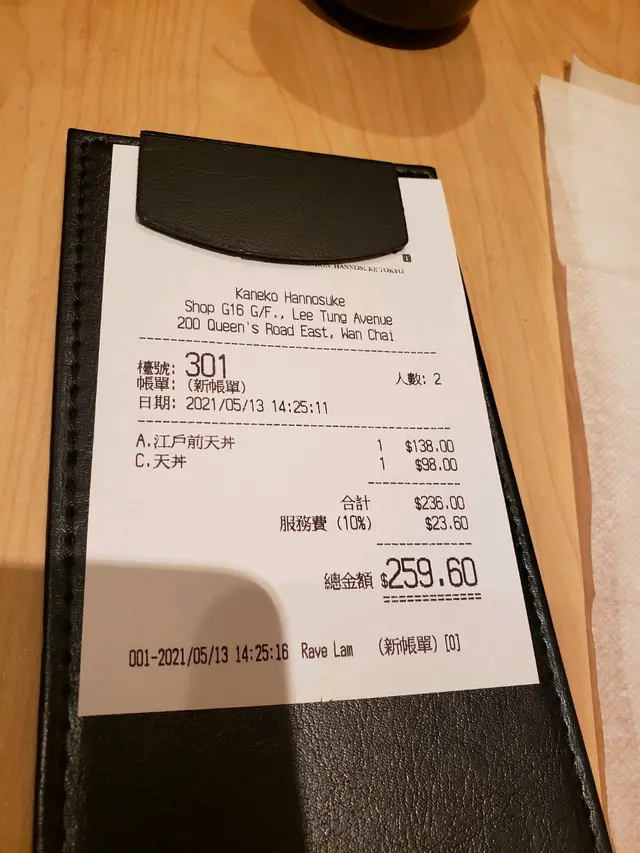 HANNOSUKE TOKYO
Kaneko Hannosuke
Shop G16 G/F., Lee Tung Avenue
200 Queen's Road East, Wan Chai
檯號: 301
人數: 2
帳單: (新帳單)
日期: 2021/05/13 14:25:11
A.江戶前天丼 1 $138.00
C.天丼 1 $98.00
合計 $236.00
服務費 (10%) $23.60
總金額 $259.60
001-2021/05/13 14:25:16 Rave Lam (新帳單)[0]